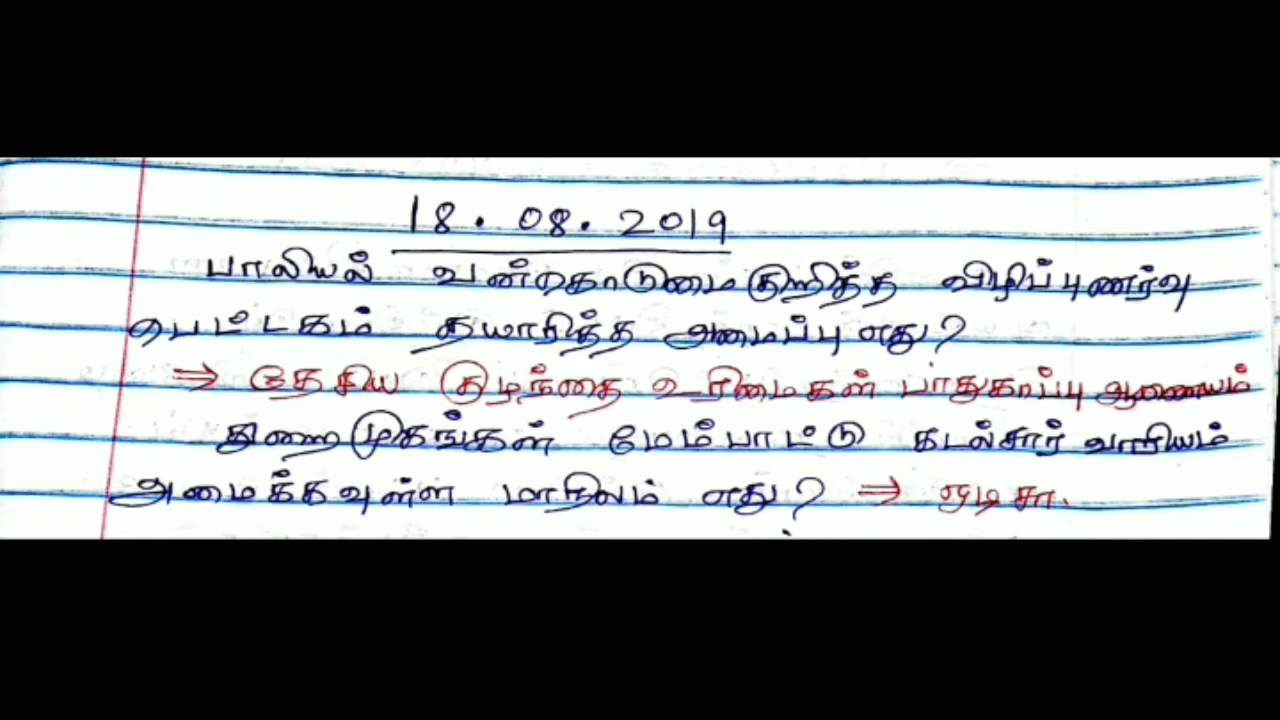 18.08.2019
பாலியல் வன்கொடுமை குறித்த விழிப்புணர்வு
பெட்டகம் தயாரித்த அமைப்பு எது?
⇒ தேசிய குழந்தை உரிமைகள் பாதுகாப்பு ஆணையம்
துறைமுகங்கள் மேம்பாட்டு கடல்சார் வாரியம்
அமைக்கவுள்ள மாநிலம் எது? ⇒ ஒடிசா.